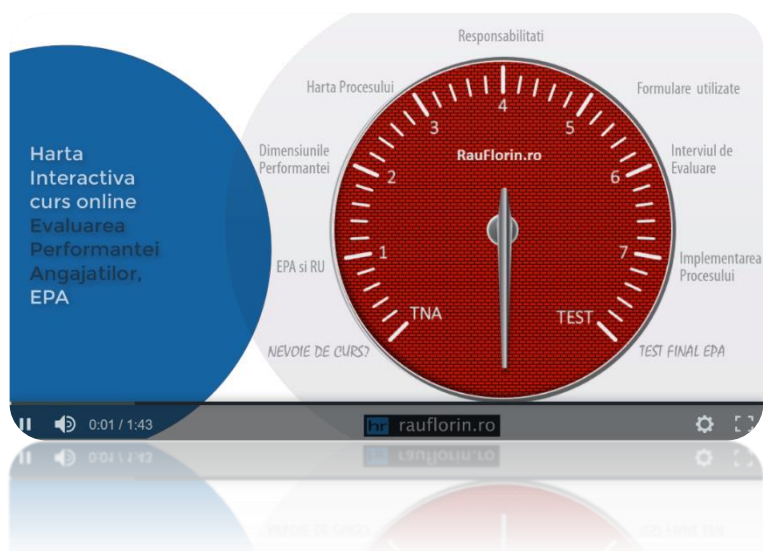 Harta
Interactiva
curs online
Evaluarea
Performantei
Angajatilor,
EPA
Responsabilitati
Harta Procesului
Formulare utilizate
Dimensiunile
Performantei
Interviul de
Evaluare
EPA si RU
Implementarea
Procesului
NEVOIE DE CURS?
TEST FINAL EPA
RauFlorin.ro
TNA
1
2
3
4
5
6
7
TEST
0:01 / 1:43
hr rauflorin.ro